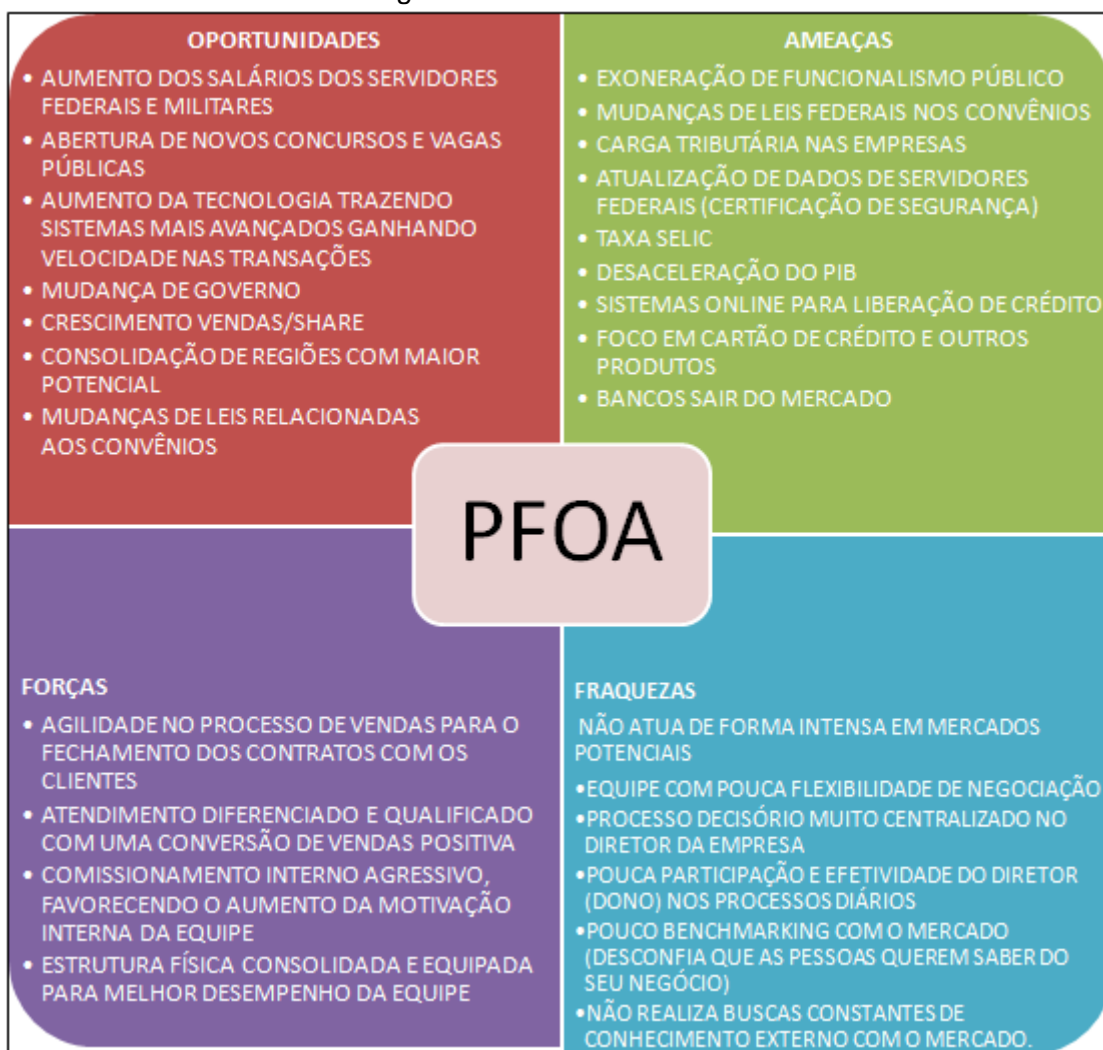 OPORTUNIDADES
• AUMENTO DOS SALÁRIOS DOS SERVIDORES
FEDERAIS E MILITARES
• ABERTURA DE NOVOS CONCURSOS E VAGAS
PÚBLICAS
• AUMENTO DA TECNOLOGIA TRAZENDO
SISTEMAS MAIS AVANÇADOS GANHANDO
VELOCIDADE NAS TRANSAÇÕES
• MUDANÇA DE GOVERNO
• CRESCIMENTO VENDAS/SHARE
• CONSOLIDAÇÃO DE REGIÕES COM MAIOR
POTENCIAL
• MUDANÇAS DE LEIS RELACIONADAS
AOS CONVÊNIOS
AMEAÇAS
• EXONERAÇÃO DE FUNCIONALISMO PÚBLICO
• MUDANÇAS DE LEIS FEDERAIS NOS CONVÊNIOS
• CARGA TRIBUTÁRIA NAS EMPRESAS
• ATUALIZAÇÃO DE DADOS DE SERVIDORES
FEDERAIS (CERTIFICAÇÃO DE SEGURANÇA)
• TAXA SELIC
• DESACELERAÇÃO DO PIB
• SISTEMAS ONLINE PARA LIBERAÇÃO DE CRÉDITO
• FOCO EM CARTÃO DE CRÉDITO E OUTROS
PRODUTOS
• BANCOS SAIR DO MERCADO
PFOA
FORÇAS
• AGILIDADE NO PROCESSO DE VENDAS PARA O
FECHAMENTO DOS CONTRATOS COM OS
CLIENTES
• ATENDIMENTO DIFERENCIADO E QUALIFICADO
COM UMA CONVERSÃO DE VENDAS POSITIVA
• COMISSIONAMENTO INTERNO AGRESSIVO,
FAVORECENDO O AUMENTO DA MOTIVAÇÃO
INTERNA DA EQUIPE
• ESTRUTURA FÍSICA CONSOLIDADA E EQUIPADA
PARA MELHOR DESEMPENHO DA EQUIPE
FRAQUEZAS
NÃO ATUA DE FORMA INTENSA EM MERCADOS
POTENCIAIS
•EQUIPE COM POUCA FLEXIBILIDADE DE NEGOCIAÇÃO
•PROCESSO DECISÓRIO MUITO CENTRALIZADO NO
DIRETOR DA EMPRESA
•POUCA PARTICIPAÇÃO E EFETIVIDADE DO DIRETOR
(DONO) NOS PROCESSOS DIÁRIOS
•POUCO BENCHMARKING COM O MERCADO
(DESCONFIA QUE AS PESSOAS QUEREM SABER DO
SEU NEGÓCIO)
•NÃO REALIZA BUSCAS CONSTANTES DE
CONHECIMENTO EXTERNO COM O MERCADO.